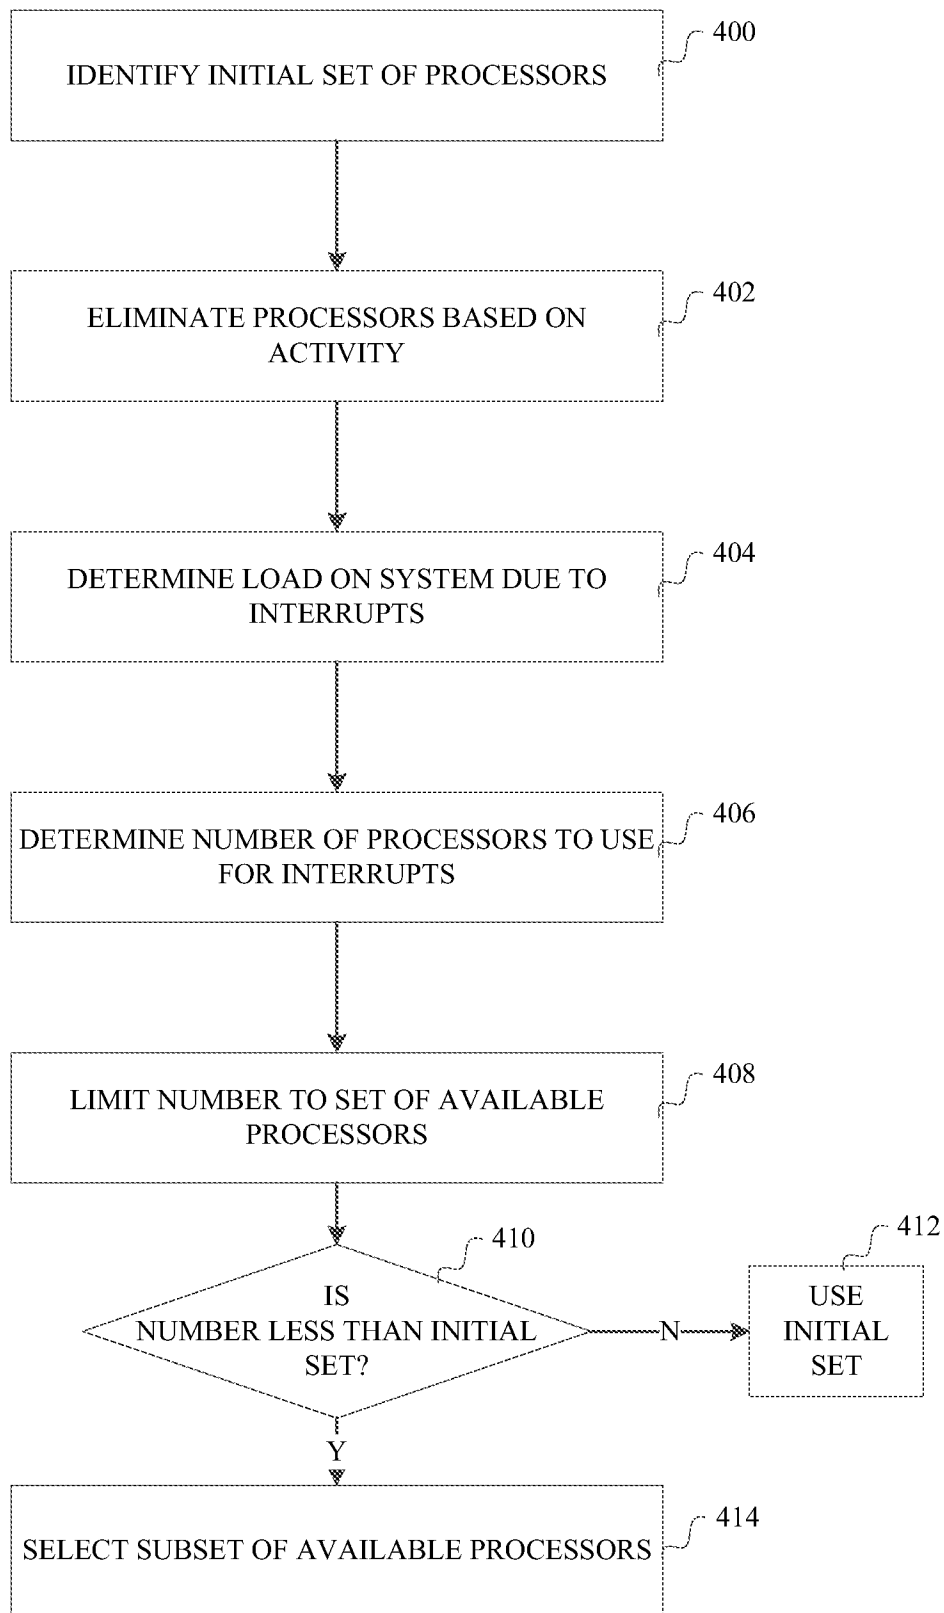 400
IDENTIFY INITIAL SET OF PROCESSORS
402
ELIMINATE PROCESSORS BASED ON
ACTIVITY
404
DETERMINE LOAD ON SYSTEM DUE TO
INTERRUPTS
406
DETERMINE NUMBER OF PROCESSORS TO USE
FOR INTERRUPTS
408
LIMIT NUMBER TO SET OF AVAILABLE
PROCESSORS
410
IS
NUMBER LESS THAN INITIAL
SET?
N
412
USE
INITIAL
SET
Y
414
SELECT SUBSET OF AVAILABLE PROCESSORS